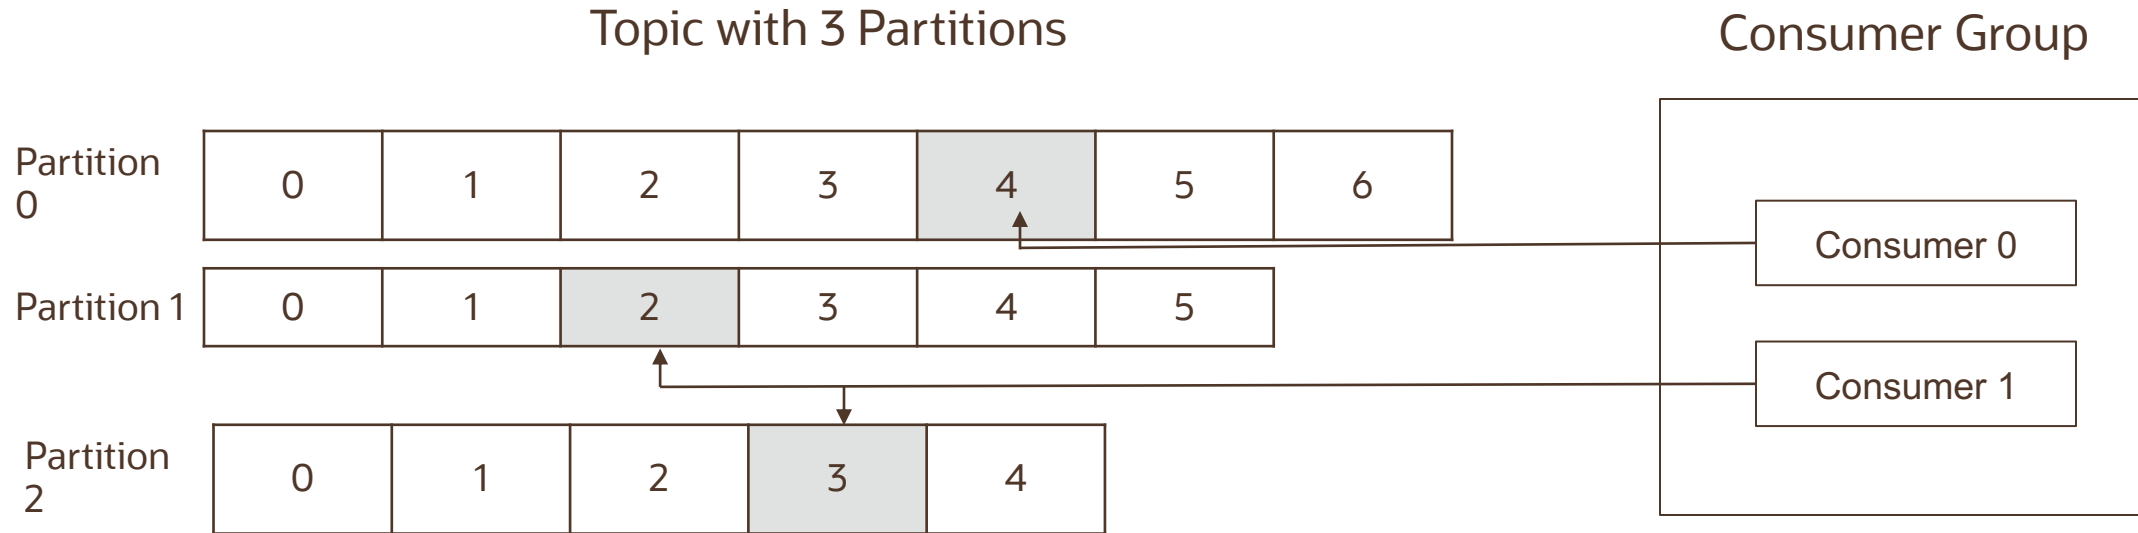 Topic with 3 Partitions
Consumer Group
Partition
0
0 1 2 3 4 5 6
Consumer 0
Partition 1
0 1 2 3 4 5
Consumer 1
Partition
2
0 1 2 3 4